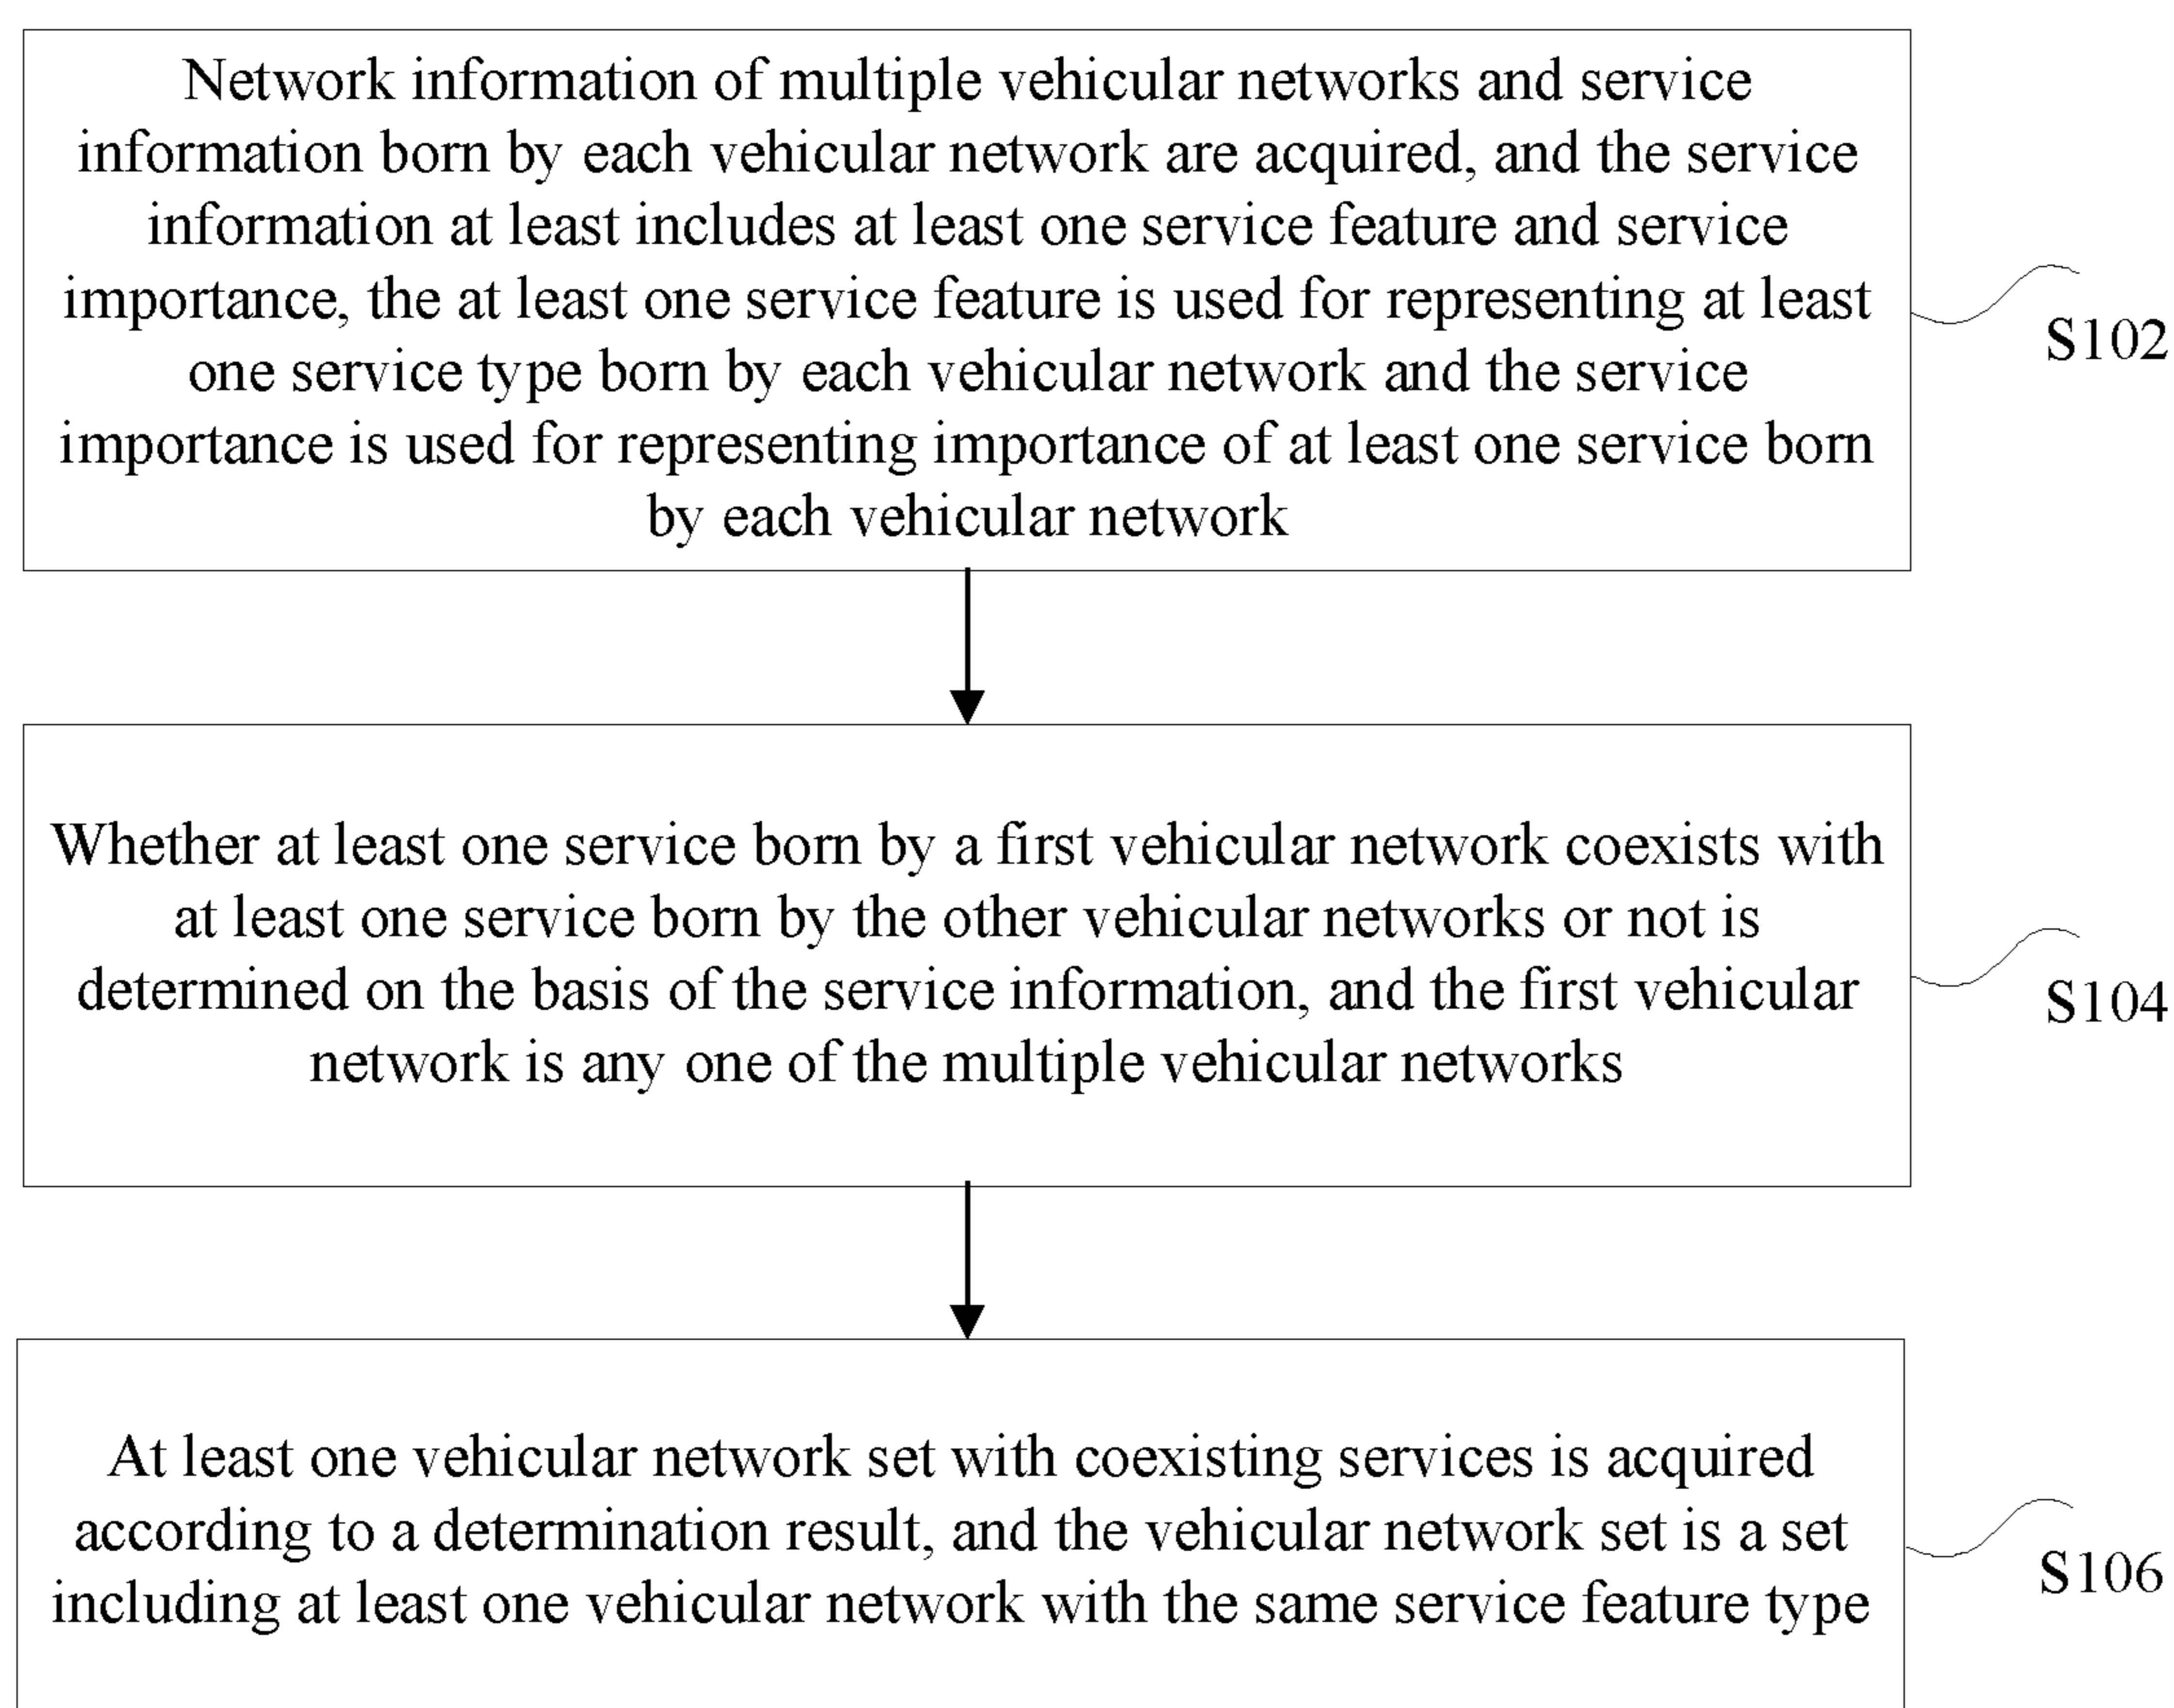 Network information of multiple vehicular networks and service
information born by each vehicular network are acquired, and the service
information at least includes at least one service feature and service
importance, the at least one service feature is used for representing at least
one service type born by each vehicular network and the service
importance is used for representing importance of at least one service born
by each vehicular network
S102
Whether at least one service born by a first vehicular network coexists with
at least one service born by the other vehicular networks or not is
determined on the basis of the service information, and the first vehicular
network is any one of the multiple vehicular networks
S104
At least one vehicular network set with coexisting services is acquired
according to a determination result, and the vehicular network set is a set
including at least one vehicular network with the same service feature type
S106